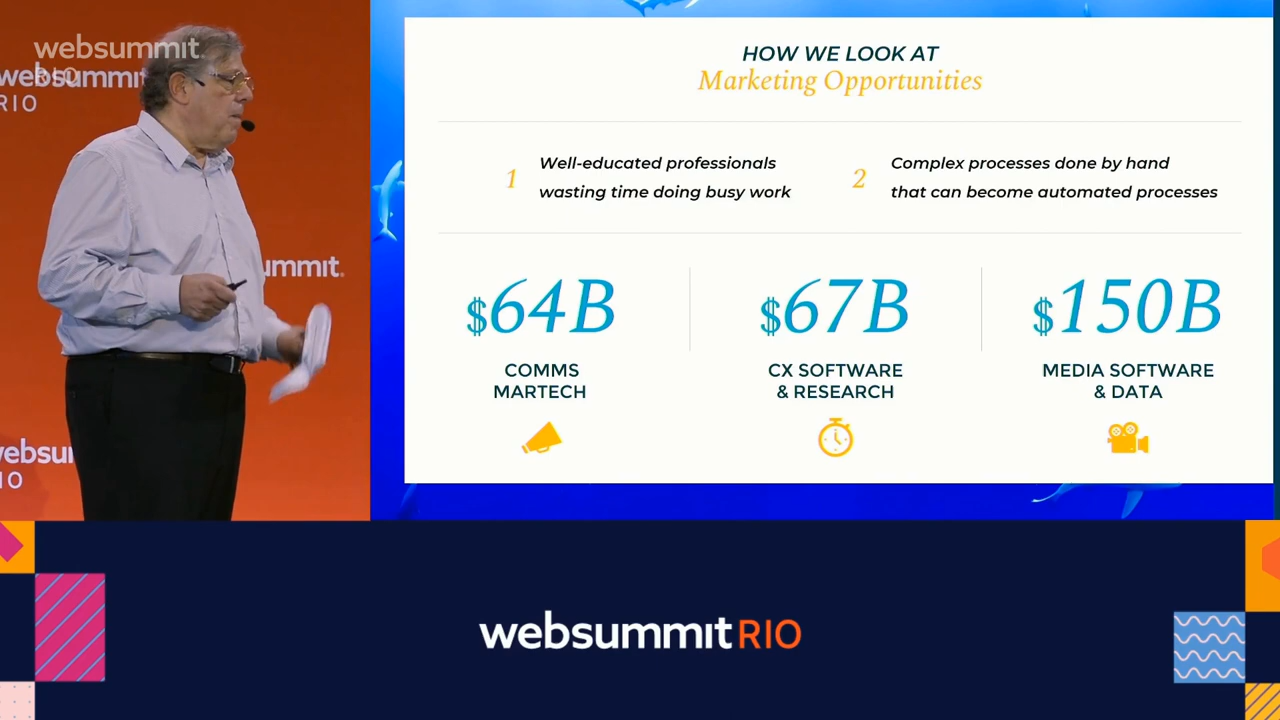 websummit
RIO
websummit
RIO
ummit.
websu
IO
HOW WE LOOK AT
Marketing Opportunities
1
Well-educated professionals
wasting time doing busy work
2
Complex processes done by hand
that can become automated processes
$64B
COMMS
MARTECH
$67B
CX SOFTWARE
& RESEARCH
$150B
MEDIA SOFTWARE
& DATA
websummit RIO